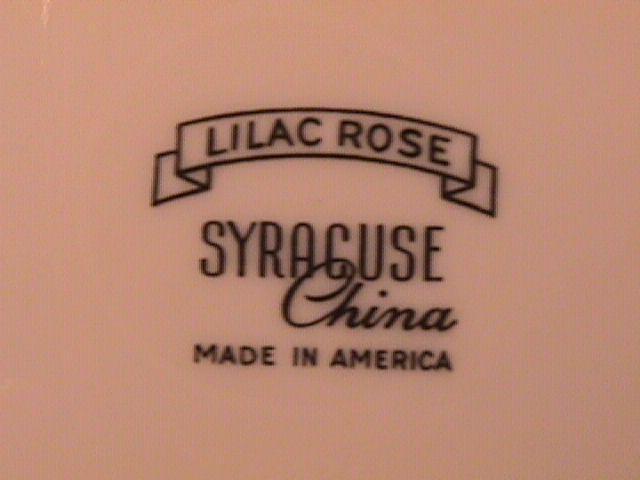 LILAC ROSE
SYRACUSE
China
MADE IN AMERICA